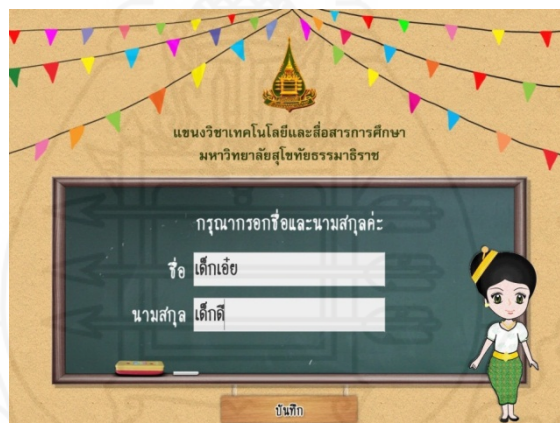 แขนงวิชาเทคโนโลยีและสื่อสารการศึกษา
มหาวิทยาลัยสุโขทัยธรรมาธิราช
กรุณากรอกชื่อและนามสกุลค่ะ
ชื่อ เด็กเอ๋ย
นามสกุล เด็กดี
บันทึก